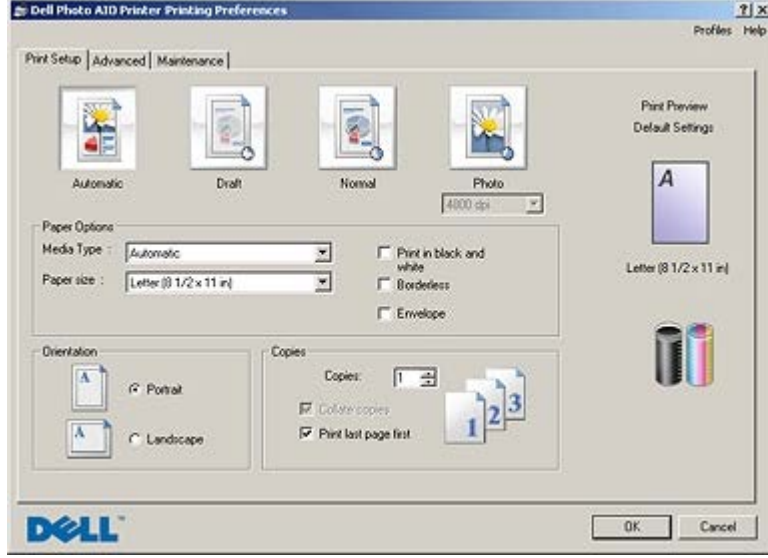 Dell Photo AIO Printer Printing Preferences
? X
Profiles Help
Print Setup Advanced Maintenance
Automatic
Draft
Normal
Photo
4800 dpi
Print Preview
Default Settings
A
Letter (8 1/2 x 11 in)
Paper Options
Media Type :
Automatic
Paper size :
Letter (8 1/2 x 11 in)
Print in black and
white
Borderless
Envelope
Orientation
A
Portrait
A
Landscape
Copies
Copies:
1
Collate copies
Print last page first
1 2 3
DELL™
OK
Cancel